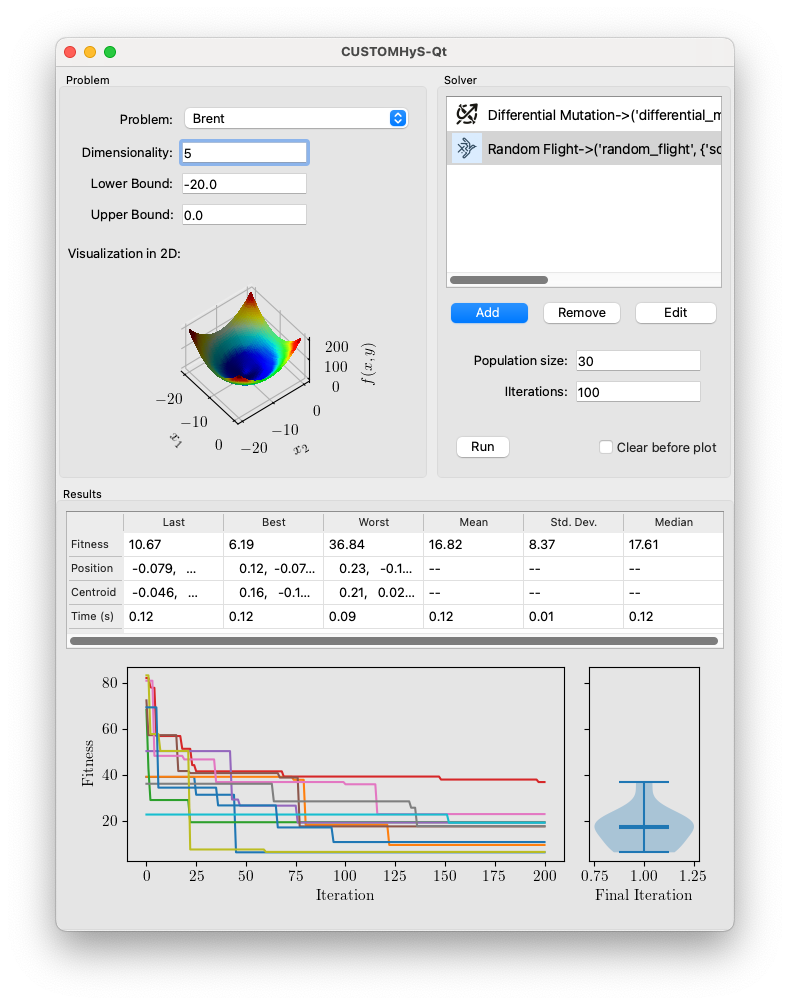 CUSTOMHyS-Qt
Problem
Problem: Brent
Dimensionality: 5
Lower Bound: -20.0
Upper Bound: 0.0
Visualization in 2D:
200
100
0
f(x, y)
−20
−10
0
x1
−20
−10
0
x2
Solver
Differential Mutation->('differential_m
Random Flight->('random_flight', {'sc
Add Remove Edit
Population size: 30
Ilterations: 100
Run Clear before plot
Results
Last Best Worst Mean Std. Dev. Median
Fitness 10.67 6.19 36.84 16.82 8.37 17.61
Position -0.079, ... 0.12, -0.07... 0.23, -0.1... -- -- --
Centroid -0.046, ... 0.16, -0.1... 0.21, 0.02... -- -- --
Time (s) 0.12 0.12 0.09 0.12 0.01 0.12
80
60
40
20
Fitness
0 25 50 75 100 125 150 175 200
Iteration
0.75 1.00 1.25
Final Iteration